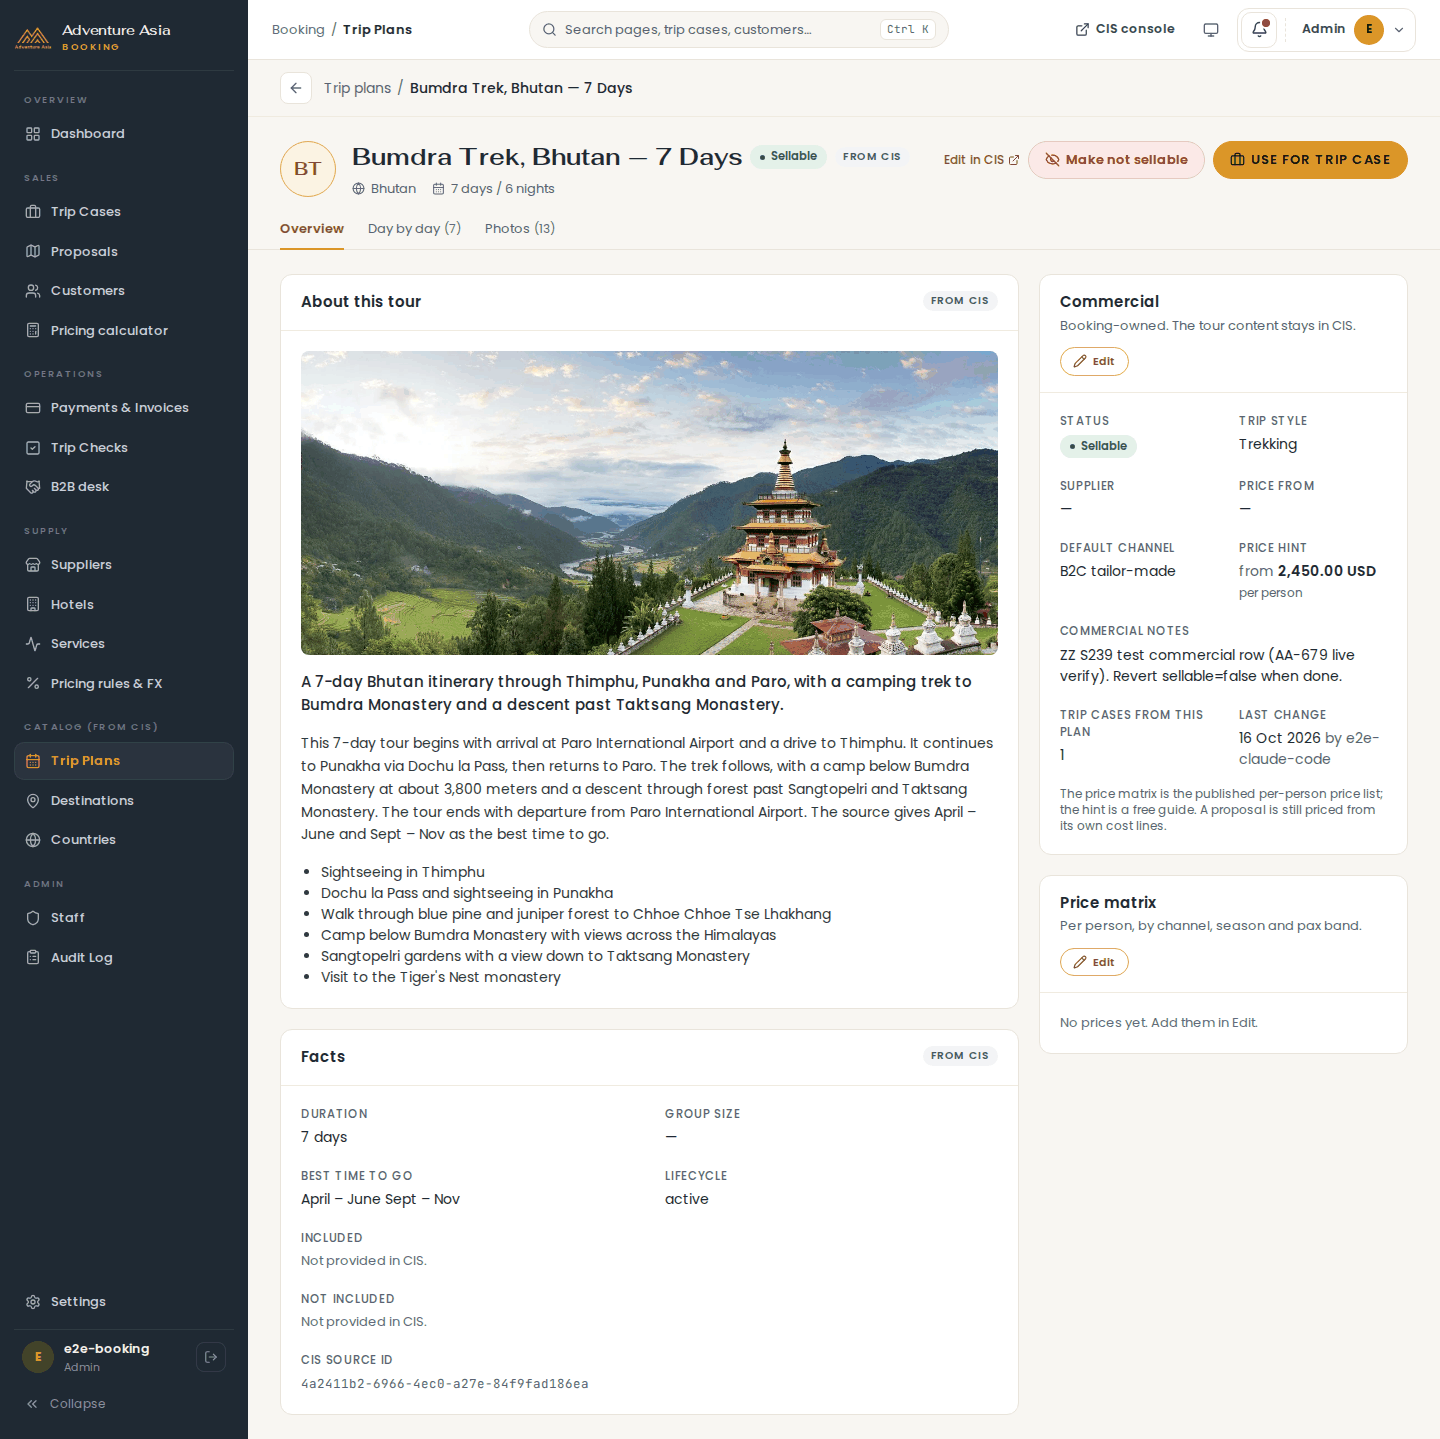 Adventure Asia
BOOKING
Adventure Asia
OVERVIEW
Dashboard
SALES
Trip Cases
Proposals
Customers
Pricing calculator
OPERATIONS
Payments & Invoices
Trip Checks
B2B desk
SUPPLY
Suppliers
Hotels
Services
Pricing rules & FX
CATALOG (FROM CIS)
Trip Plans
Destinations
Countries
ADMIN
Staff
Audit Log
Settings
E
e2e-booking
Admin
Collapse
Booking / Trip Plans
Search pages, trip cases, customers…
Ctrl K
CIS console
Admin
E
Trip plans / Bumdra Trek, Bhutan — 7 Days
BT
Bumdra Trek, Bhutan — 7 Days
Sellable
FROM CIS
Edit in CIS
Make not sellable
USE FOR TRIP CASE
Bhutan
7 days / 6 nights
Overview
Day by day (7)
Photos (13)
About this tour
FROM CIS
A 7-day Bhutan itinerary through Thimphu, Punakha and Paro, with a camping trek to
Bumdra Monastery and a descent past Taktsang Monastery.
This 7-day tour begins with arrival at Paro International Airport and a drive to Thimphu. It continues
to Punakha via Dochu la Pass, then returns to Paro. The trek follows, with a camp below Bumdra
Monastery at about 3,800 meters and a descent through forest past Sangtopelri and Taktsang
Monastery. The tour ends with departure from Paro International Airport. The source gives April –
June and Sept – Nov as the best time to go.
Sightseeing in Thimphu
Dochu la Pass and sightseeing in Punakha
Walk through blue pine and juniper forest to Chhoe Chhoe Tse Lhakhang
Camp below Bumdra Monastery with views across the Himalayas
Sangtopelri gardens with a view down to Taktsang Monastery
Visit to the Tiger's Nest monastery
Facts
FROM CIS
DURATION
7 days
GROUP SIZE
—
BEST TIME TO GO
April – June Sept – Nov
LIFECYCLE
active
INCLUDED
Not provided in CIS.
NOT INCLUDED
Not provided in CIS.
CIS SOURCE ID
4a2411b2-6966-4ec0-a27e-84f9fad186ea
Commercial
Booking-owned. The tour content stays in CIS.
Edit
STATUS
Sellable
TRIP STYLE
Trekking
SUPPLIER
—
PRICE FROM
—
DEFAULT CHANNEL
B2C tailor-made
PRICE HINT
from 2,450.00 USD
per person
COMMERCIAL NOTES
ZZ S239 test commercial row (AA-679 live
verify). Revert sellable=false when done.
TRIP CASES FROM THIS
PLAN
1
LAST CHANGE
16 Oct 2026 by e2e-
claude-code
The price matrix is the published per-person price list;
the hint is a free guide. A proposal is still priced from
its own cost lines.
Price matrix
Per person, by channel, season and pax band.
Edit
No prices yet. Add them in Edit.